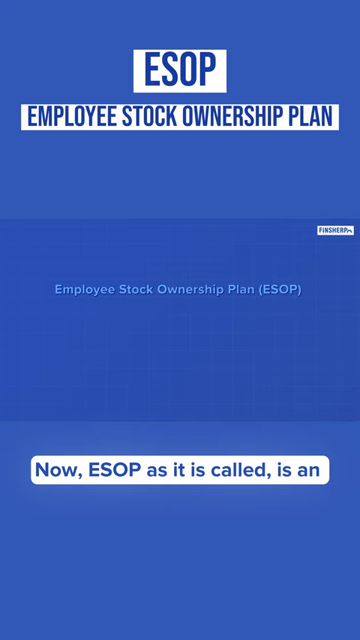 ESOP
EMPLOYEE STOCK OWNERSHIP PLAN
FINSHERPA
Employee Stock Ownership Plan (ESOP)
Now, ESOP as it is called, is an